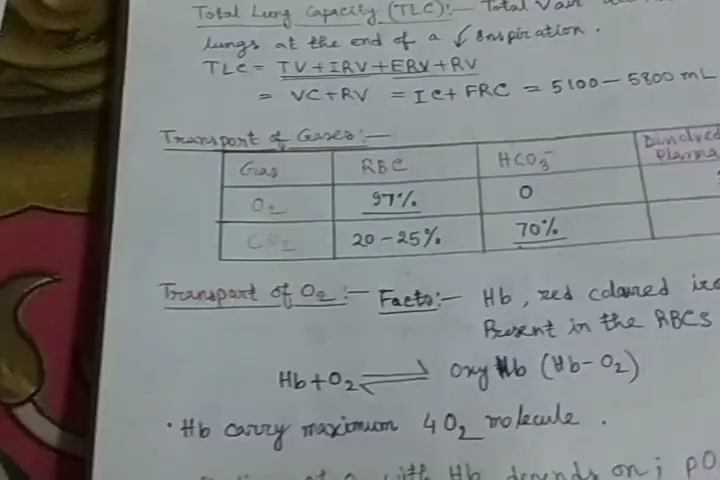 Total Lung Capacity (TLC):- Total V air
lungs at the end of a √ Inspiration.
TLC = TV+IRV+ERV+RV
= VC+RV = IC+FRC = 5100-5800 mL
Transport of Gases:-
Gas RBC HCO3- Dissolved Plasma
O2 97% 0
CO2 20-25% 70%
Transport of O2:- Facts:- Hb, red coloured
Present in the RBCS
Hb+O2 ⇌ Oxy Hb (Hb-O2)
• Hb carry maximum 4O2 molecule.
with Hb depends on; pO